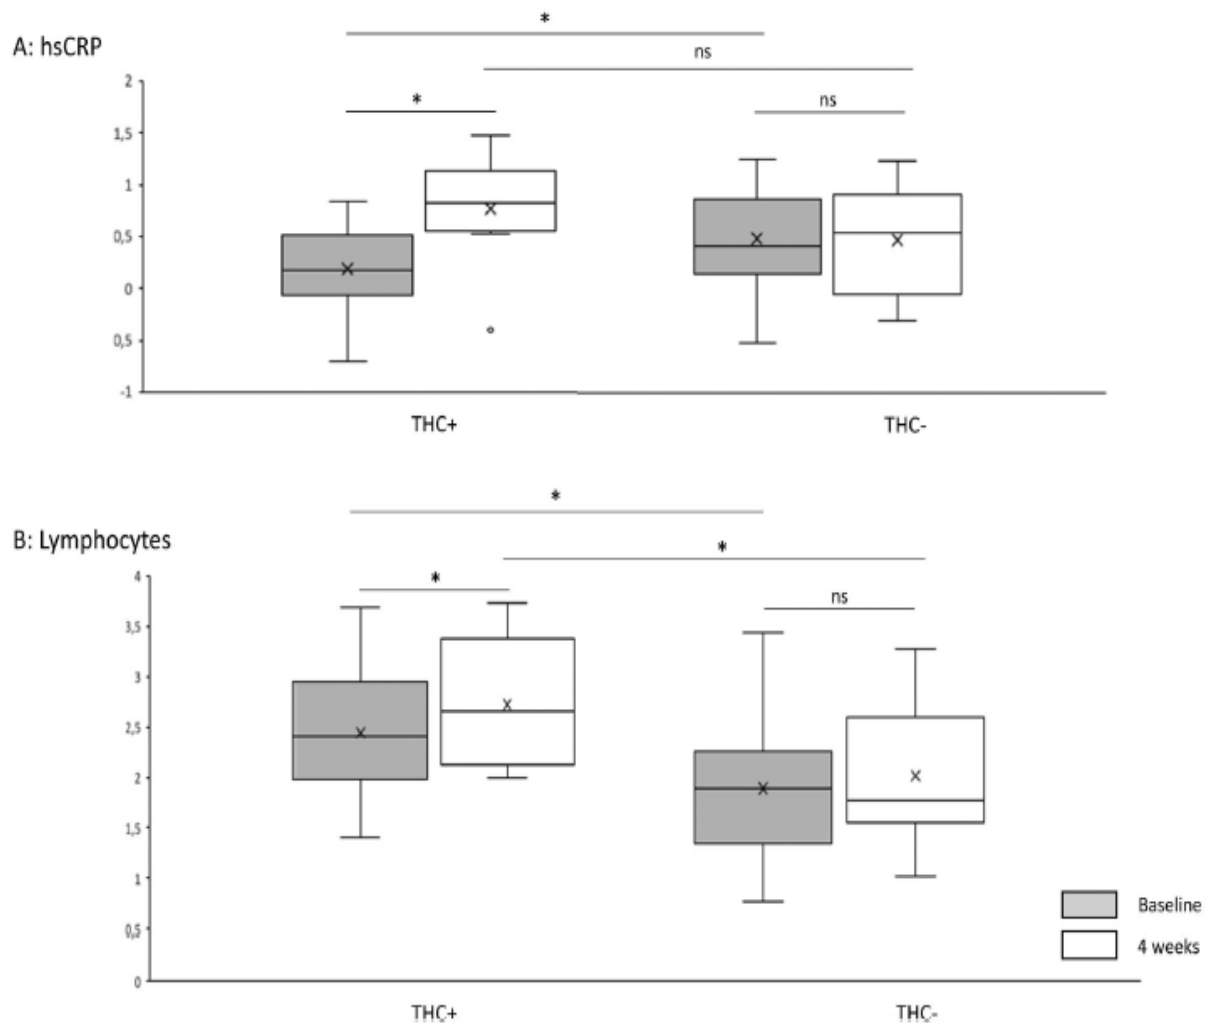 *
A: hsCRP
ns
2
*
ns
1,5
1
0,5
0
0,5
-1
THC+
THC-
*
B: Lymphocytes
*
4
*
ns
3,5
3
2,5
2
1,5
1
Baseline
0,5
4 weeks
0
THC+
THC-